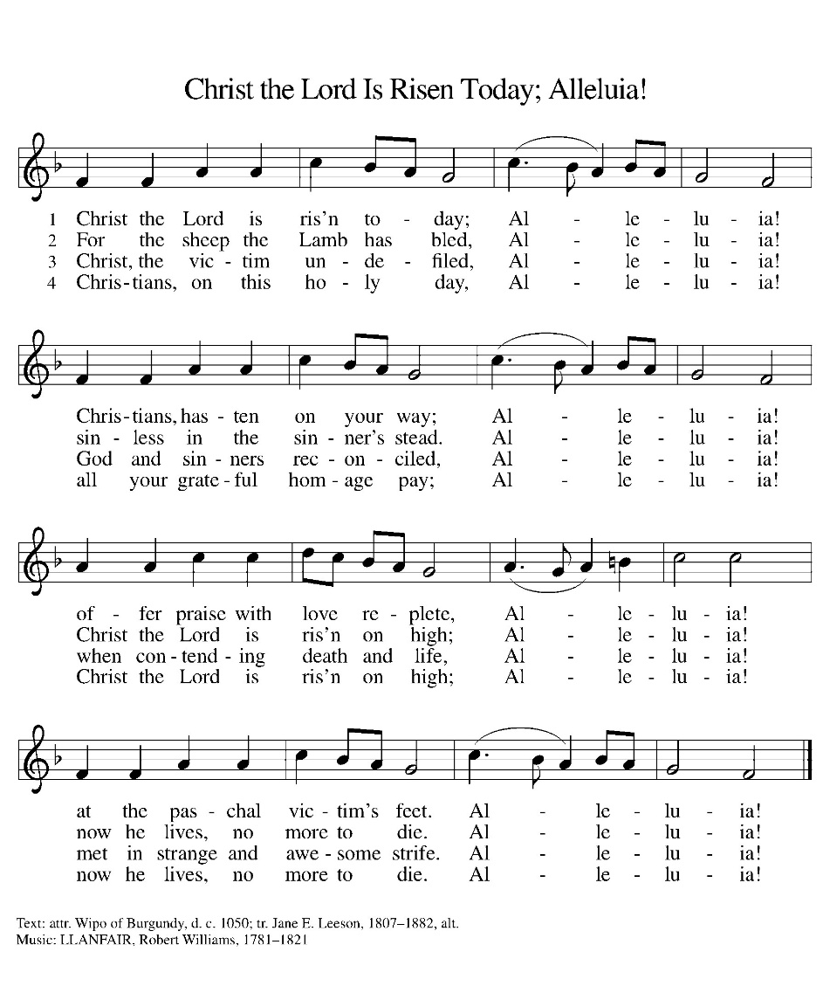 Christ the Lord Is Risen Today; Alleluia!
1 Christ the Lord is ris'n to - day; Al - le - lu - ia!
2 For the sheep the Lamb has bled, Al - le - lu - ia!
3 Christ, the vic - tim un - de - filed, Al - le - lu - ia!
4 Chris - tians, on this ho - ly day, Al - le - lu - ia!
Chris - tians, has - ten on your way; Al - le - lu - ia!
sin - less in the sin - ner's stead. Al - le - lu - ia!
God and sin - ners rec - on - ciled, Al - le - lu - ia!
all your grate - ful hom - age pay; Al - le - lu - ia!
of - fer praise with love re - plete, Al - le - lu - ia!
Christ the Lord is ris'n on high; Al - le - lu - ia!
when con - tend - ing death and life, Al - le - lu - ia!
Christ the Lord is ris'n on high; Al - le - lu - ia!
at the pas - chal vic - tim's feet. Al - le - lu - ia!
now he lives, no more to die. Al - le - lu - ia!
met in strange and awe - some strife. Al - le - lu - ia!
now he lives, no more to die. Al - le - lu - ia!
Text: attr. Wipo of Burgundy, d. c. 1050; tr. Jane E. Leeson, 1807–1882, alt.
Music: LLANFAIR, Robert Williams, 1781–1821